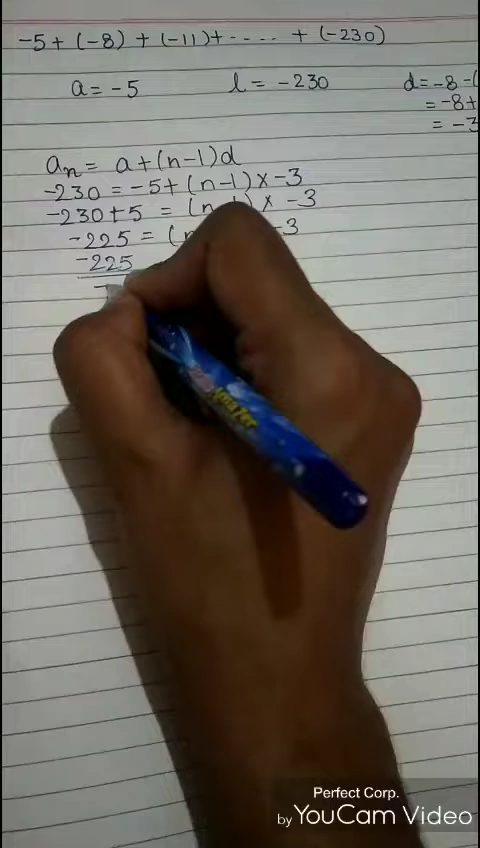 -5 + (-8) + (-11) + ..... + (-230)
a = -5 l = -230 d = -8 -(
= -8+
= -3
an = a + (n-1)d
-230 = -5 + (n-1) x -3
-230+5 = (n-1) x -3
-225 = (n -3
-225
-
Perfect Corp.
by YouCam Video